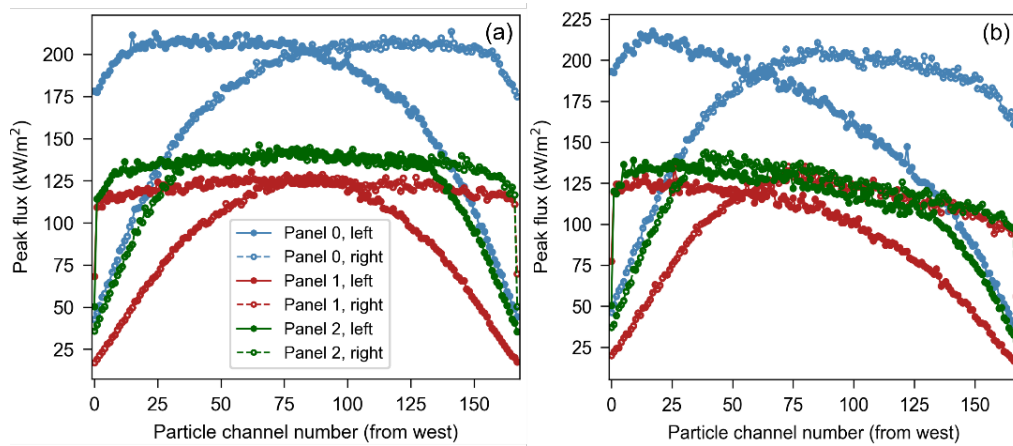 (a)
200
175
150
125
100
75
50
25
Peak flux (kW/m²)
Panel 0, left
Panel 0, right
Panel 1, left
Panel 1, right
Panel 2, left
Panel 2, right
0 25 50 75 100 125 150
Particle channel number (from west)
(b)
225
200
175
150
125
100
75
50
25
Peak flux (kW/m²)
0 25 50 75 100 125 150
Particle channel number (from west)